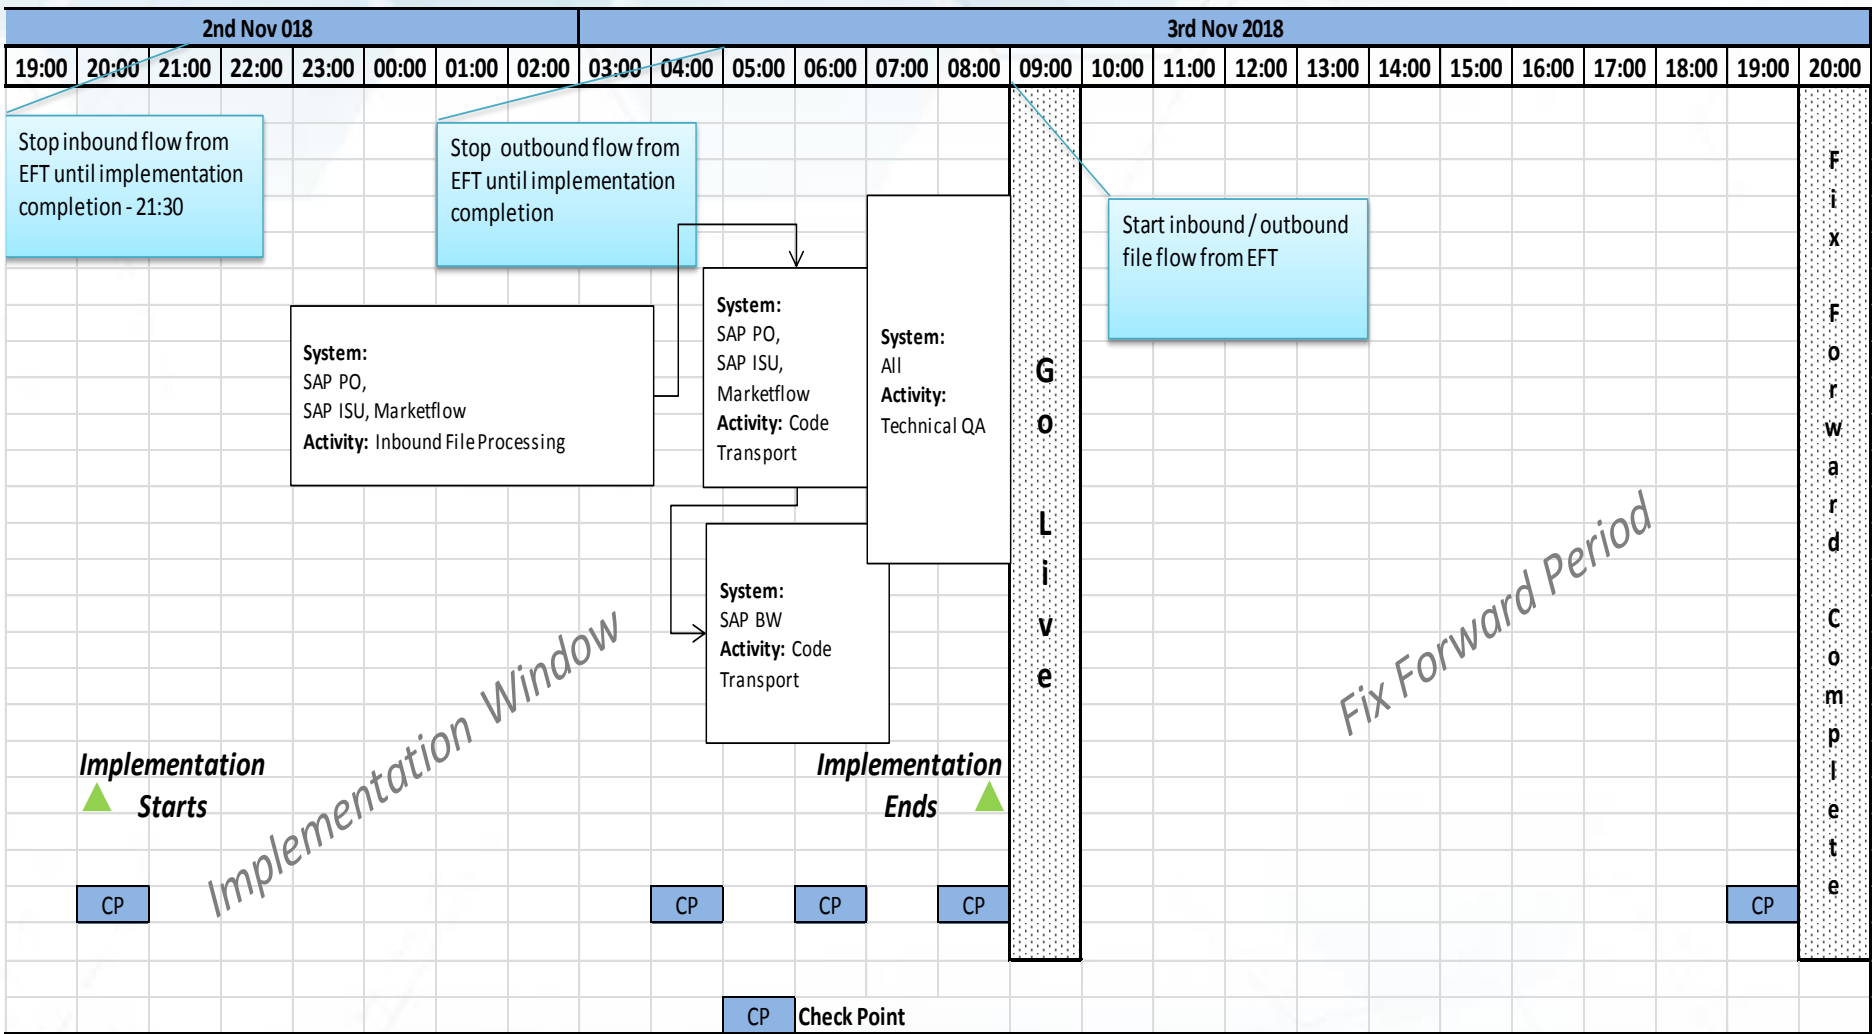 2nd Nov 018
3rd Nov 2018
19:00 20:00 21:00 22:00 23:00 00:00 01:00 02:00 03:00 04:00 05:00 06:00 07:00 08:00 09:00 10:00 11:00 12:00 13:00 14:00 15:00 16:00 17:00 18:00 19:00 20:00
Stop inbound flow from
EFT until implementation
completion - 21:30
Stop outbound flow from
EFT until implementation
completion
Start inbound / outbound
file flow from EFT
System:
SAP PO,
SAP ISU, Marketflow
Activity: Inbound File Processing
System:
SAP PO,
SAP ISU,
Marketflow
Activity: Code
Transport
System:
All
Activity:
Technical QA
System:
SAP BW
Activity: Code
Transport
Go Live
Fix Forward Complete
Implementation Window
Fix Forward Period
Implementation
Starts
Implementation
Ends
CP
CP
CP
CP
CP
CP Check Point